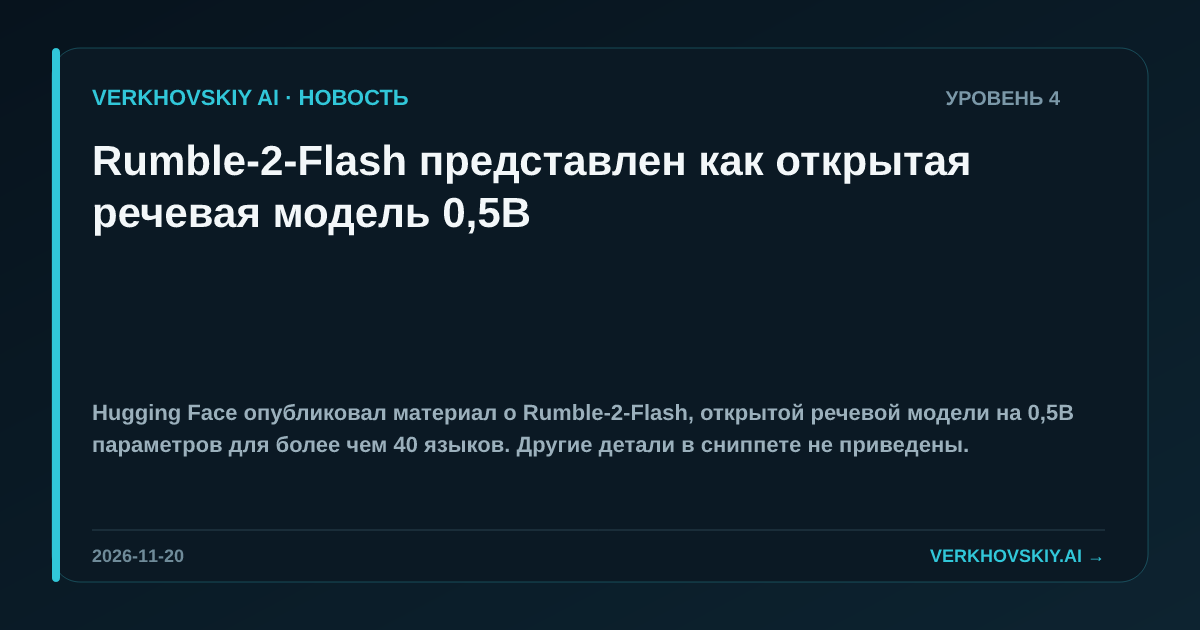 VERKHOVSKIY AI · НОВОСТЬ
УРОВЕНЬ 4
Rumble-2-Flash представлен как открытая
речевая модель 0,5B
Hugging Face опубликовал материал о Rumble-2-Flash, открытой речевой модели на 0,5B
параметров для более чем 40 языков. Другие детали в сниппете не приведены.
2026-11-20
VERKHOVSKIY.AI →